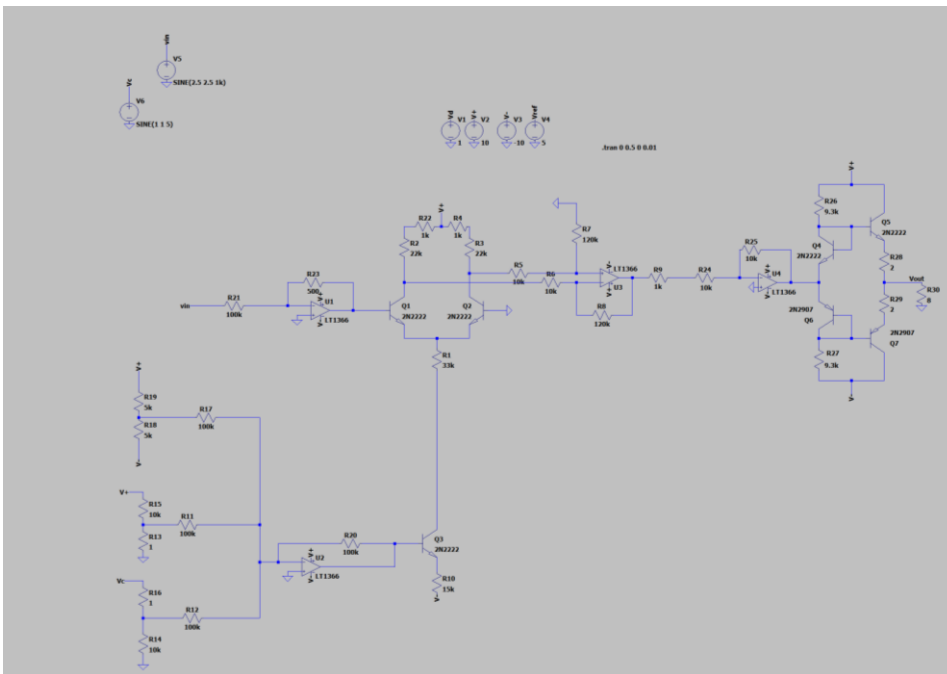 vin
V5
SINE(2.5 2.5 1k)
Vc
V6
SINE(1 1 5)
Vd
V1
1
V+
V2
10
V-
V3
-10
Vref
V4
5
.tran 0 0.5 0 0.01
V+
R22
1k
R4
1k
R2
22k
R3
22k
R7
120k
R5
10k
R6
10k
V-
LT1366
V+
U3
R8
120k
R9
1k
R24
10k
R25
10k
V+
U4
V-
LT1366
V+
R26
9.3k
Q4
2N2222
Q5
2N2222
R28
2
Vout
R30
8
R29
2
2N2907
Q6
2N2907
Q7
R27
9.3k
V-
vin
R21
100k
R23
500
V+
U1
V-
LT1366
Q1
2N2222
Q2
2N2222
R1
33k
V+
R19
5k
R18
5k
V-
R17
100k
V+
R15
10k
R13
1
R11
100k
Vc
R16
1
R14
10k
R12
100k
R20
100k
V+
U2
V-
LT1366
Q3
2N2222
R10
15k
V-